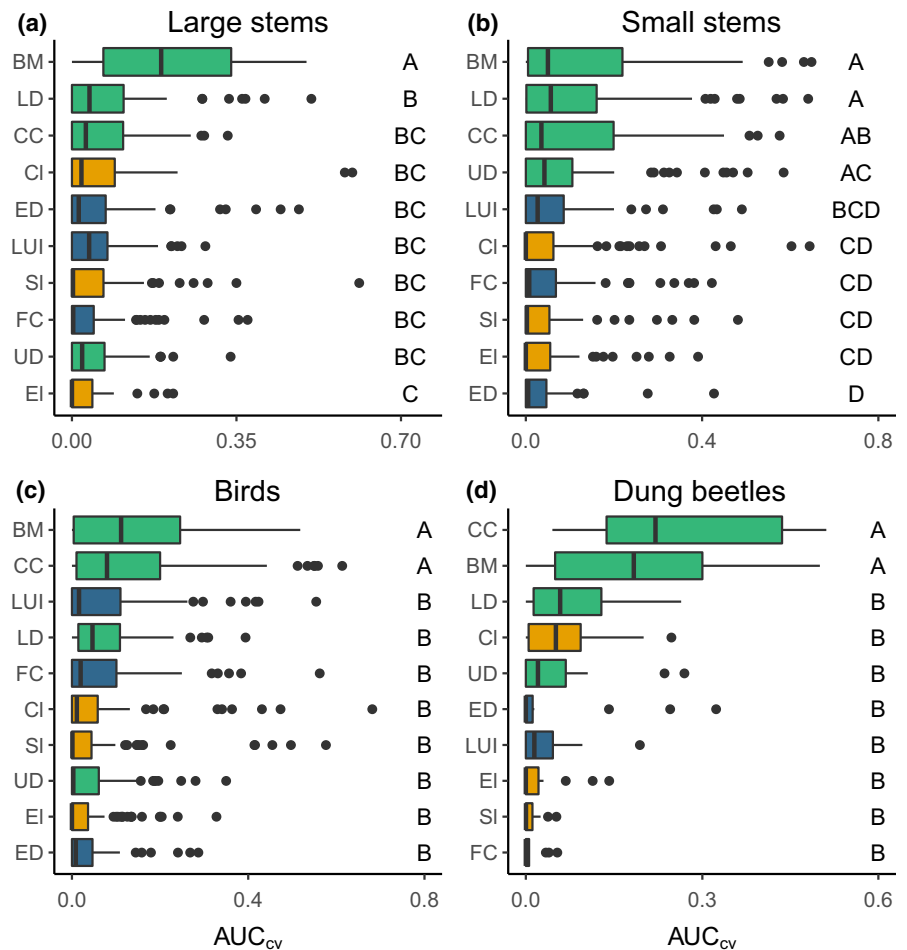 (a) Large stems
BM A
LD B
CC BC
CI BC
ED BC
LUI BC
SI BC
FC BC
UD BC
EI C
0.00 0.35 0.70
(b) Small stems
BM A
LD A
CC AB
UD AC
LUI BCD
CI CD
FC CD
SI CD
EI CD
ED D
0.0 0.4 0.8
(c) Birds
BM A
CC A
LUI B
LD B
FC B
CI B
SI B
UD B
EI B
ED B
0.0 0.4 0.8
AUCcv
(d) Dung beetles
CC A
BM A
LD B
CI B
UD B
ED B
LUI B
EI B
SI B
FC B
0.0 0.3 0.6
AUCcv